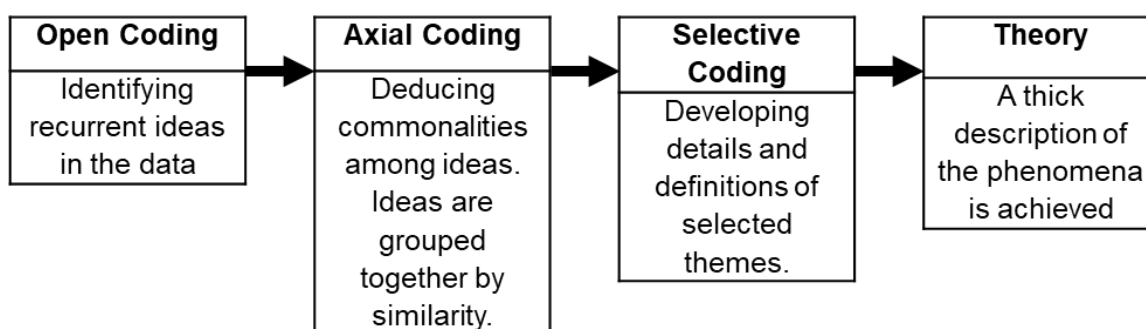 Open Coding
Identifying
recurrent ideas
in the data
Axial Coding
Deducing
commonalities
among ideas.
Ideas are
grouped
together by
similarity.
Selective
Coding
Developing
details and
definitions of
selected
themes.
Theory
A thick
description of
the phenomena
is achieved